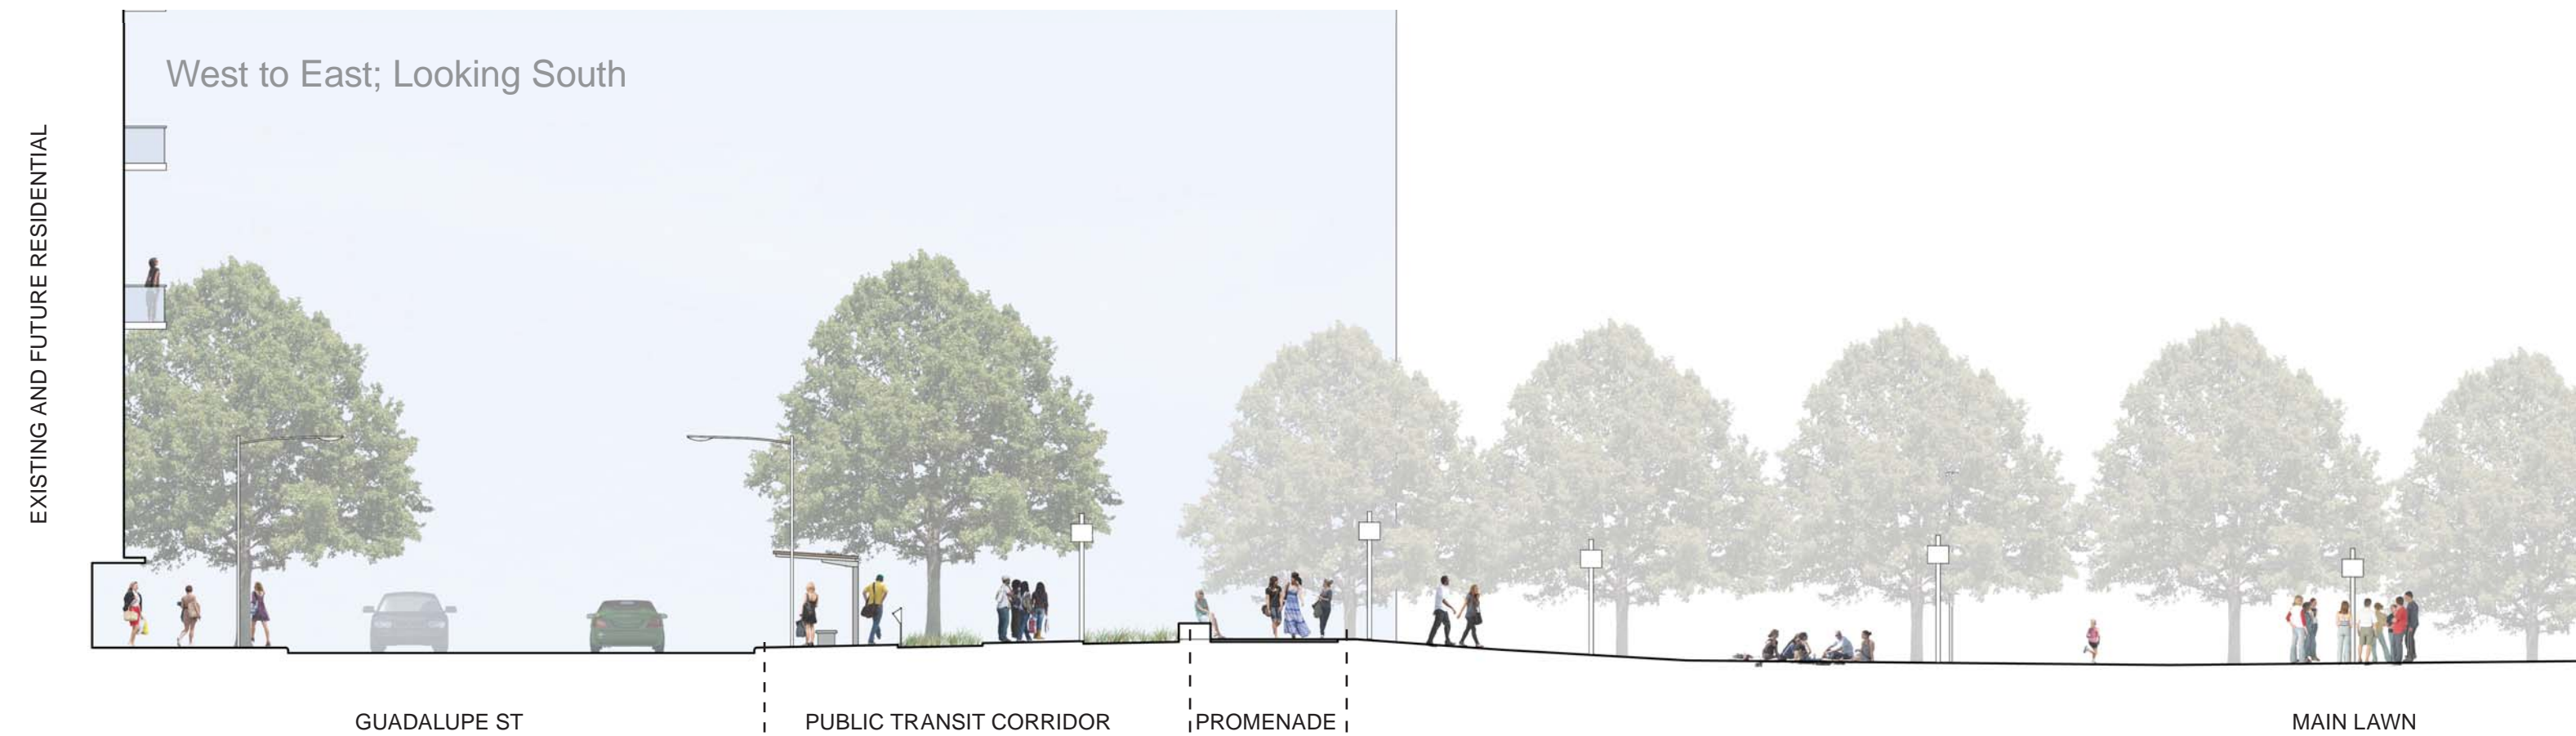 West to East; Looking South
EXISTING AND FUTURE RESIDENTIAL
GUADALUPE ST
PUBLIC TRANSIT CORRIDOR
PROMENADE
MAIN LAWN